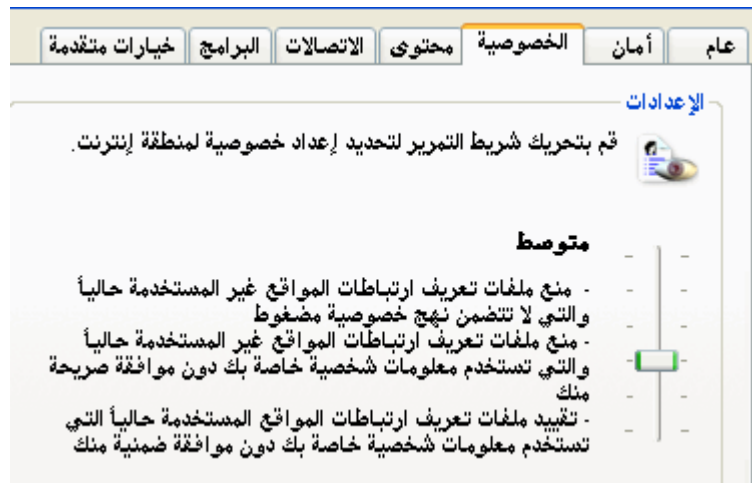 عام أمان الخصوصية محتوى الاتصالات البرامج خيارات متقدمة
الإعدادات
قم بتحريك شريط التمرير لتحديد إعداد خصوصية لمنطقة إنترنت.
متوسط
- منع ملفات تعريف ارتباطات المواقع غير المستخدمة حالياً
والتي لا تتضمن نهج خصوصية مضغوط
- منع ملفات تعريف ارتباطات المواقع غير المستخدمة حالياً
والتي تستخدم معلومات شخصية خاصة بك دون موافقة صريحة
منك
- تقييد ملفات تعريف ارتباطات المواقع المستخدمة حالياً التي
تستخدم معلومات شخصية خاصة بك دون موافقة ضمنية منك